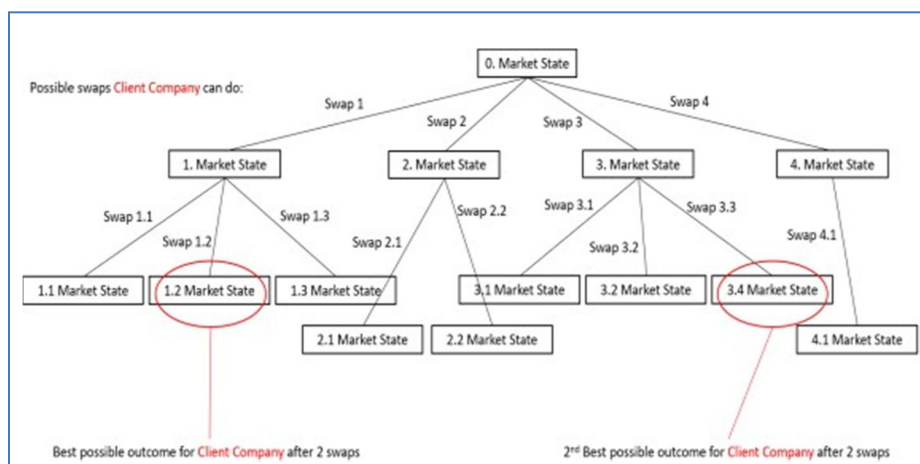 0. Market State
Possible swaps Client Company can do:
Swap 1
Swap 2
Swap 3
Swap 4
1. Market State
2. Market State
3. Market State
4. Market State
Swap 1.1
Swap 1.2
Swap 1.3
Swap 2.1
Swap 2.2
Swap 3.1
Swap 3.2
Swap 3.3
Swap 4.1
1.1 Market State
1.2 Market State
1.3 Market State
3.1 Market State
3.2 Market State
3.4 Market State
2.1 Market State
2.2 Market State
4.1 Market State
Best possible outcome for Client Company after 2 swaps
2nd Best possible outcome for Client Company after 2 swaps